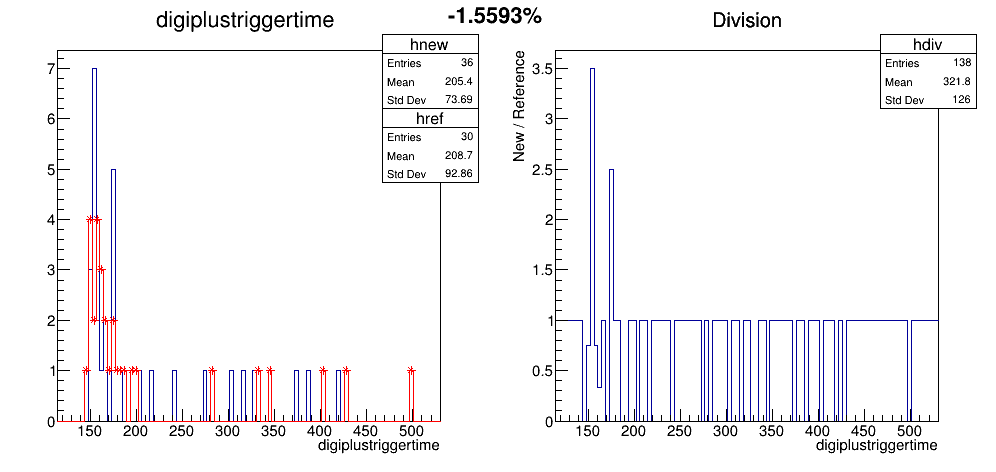 digiplustriggertime
-1.5593%
Division
hnew
Entries 36
Mean 205.4
Std Dev 73.69
href
Entries 30
Mean 208.7
Std Dev 92.86
7
6
5
4
3
2
1
0
150 200 250 300 350 400 450 500
digiplustriggertime
hdiv
Entries 138
Mean 321.8
Std Dev 126
New / Reference
3.5
3
2.5
2
1.5
1
0.5
0
150 200 250 300 350 400 450 500
digiplustriggertime